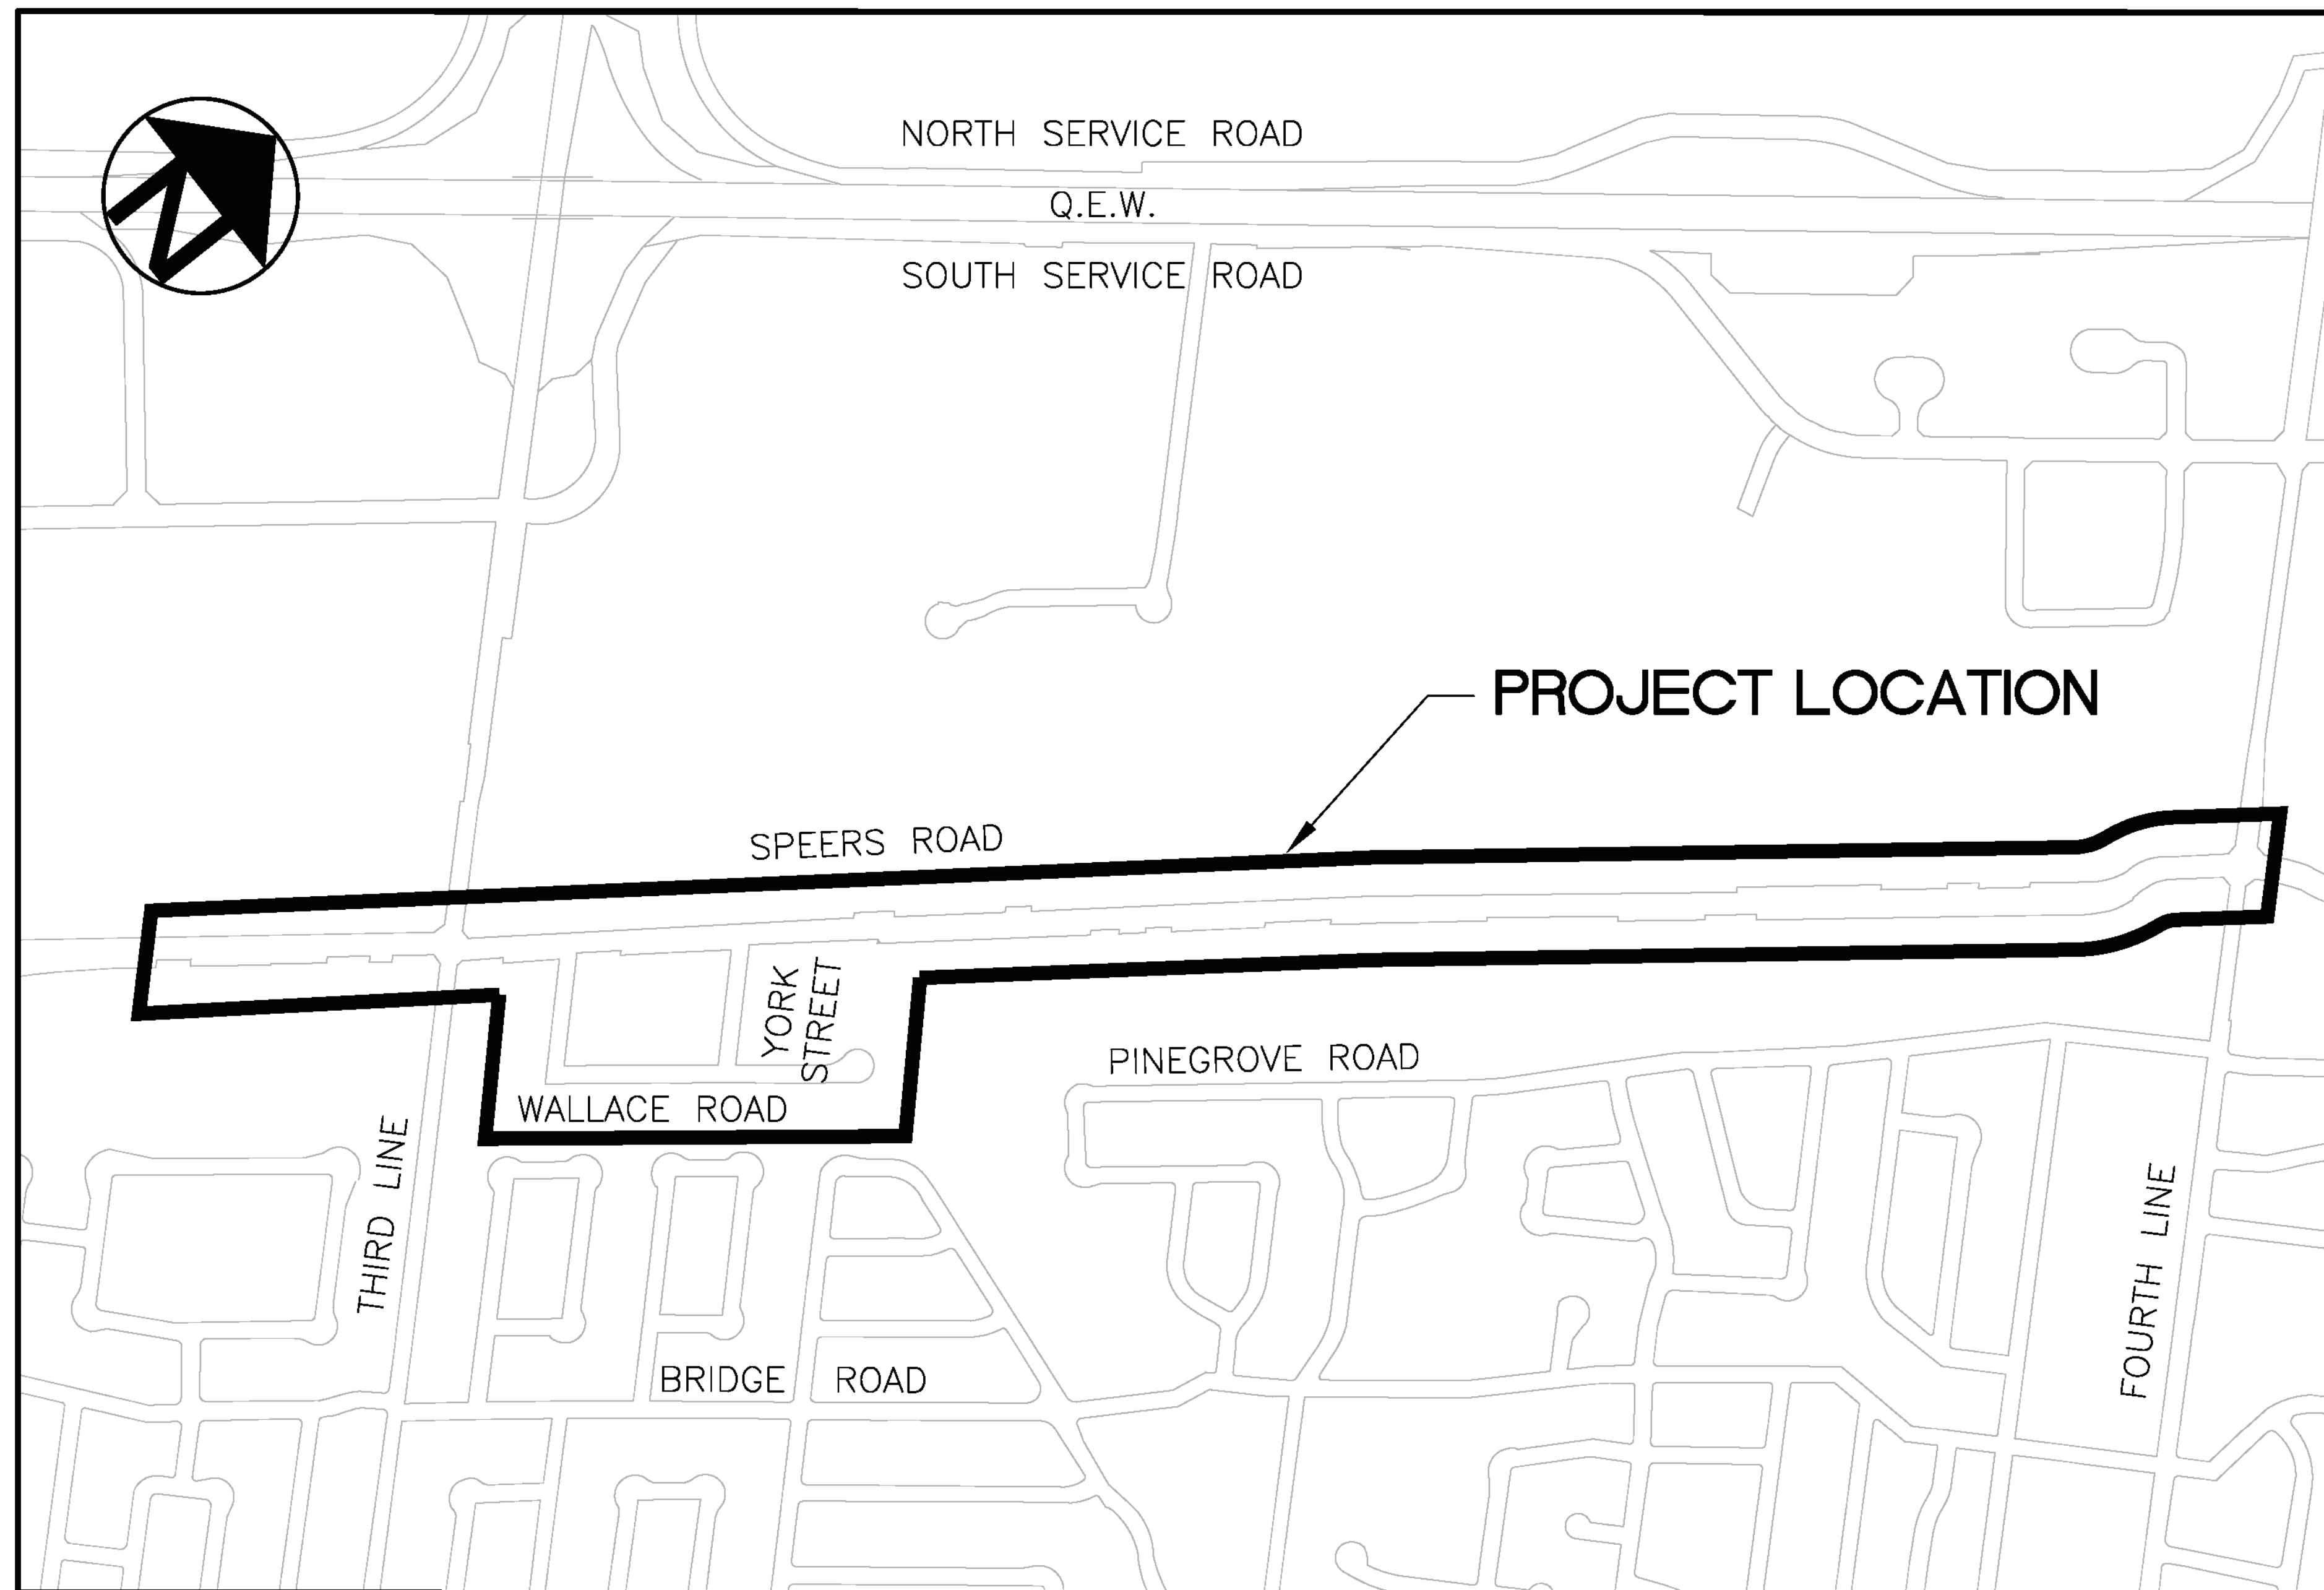 NORTH SERVICE ROAD
Q.E.W.
SOUTH SERVICE ROAD
PROJECT LOCATION
SPEERS ROAD
YORK
STREET
PINEGROVE ROAD
WALLACE ROAD
THIRD LINE
FOURTH LINE
BRIDGE ROAD